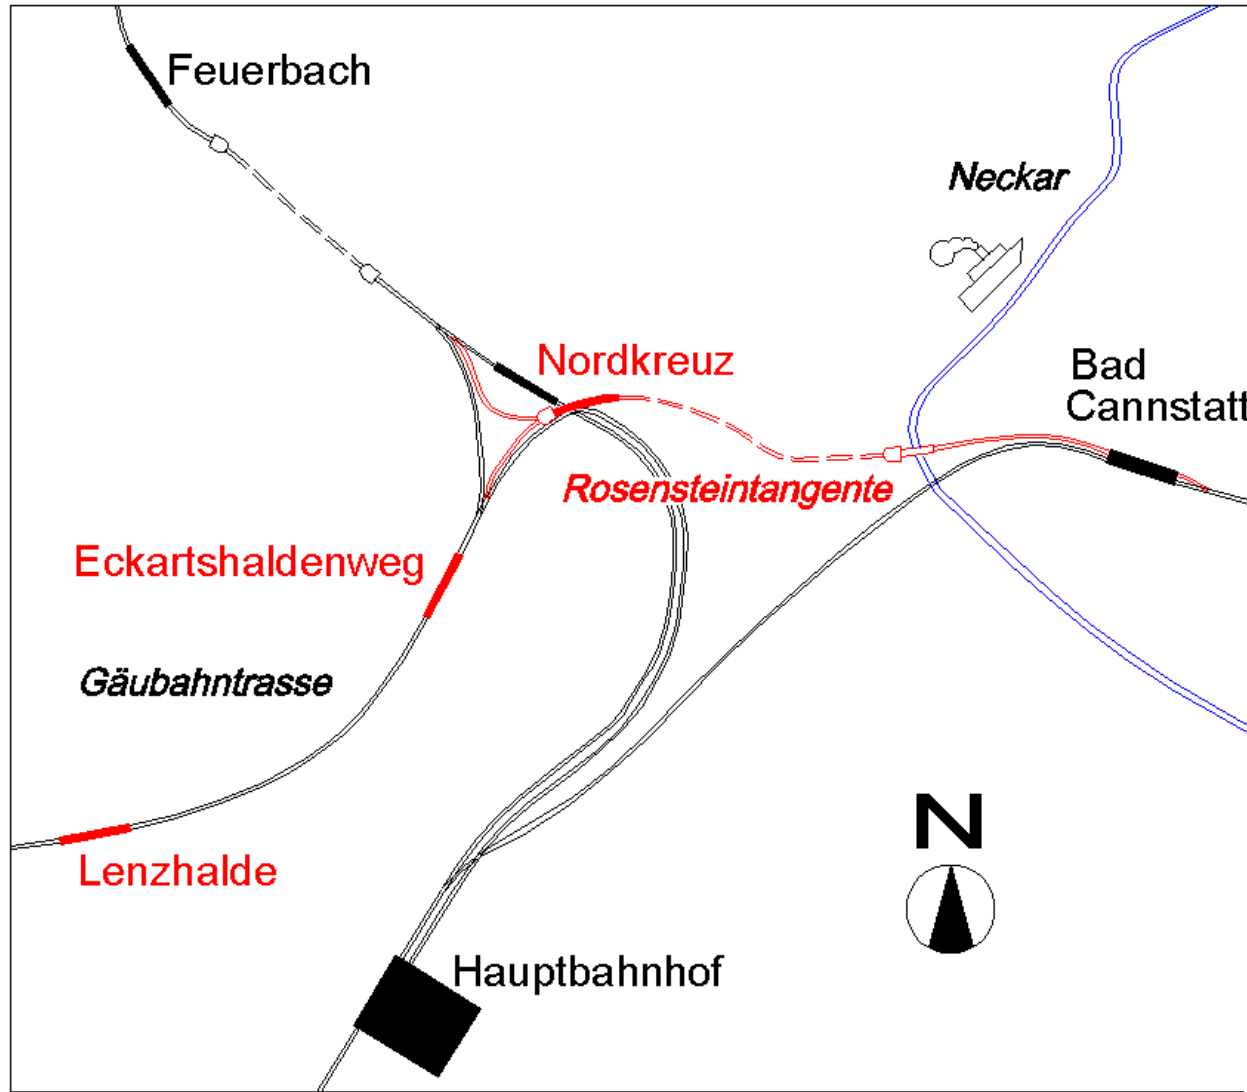 Feuerbach
Neckar
Nordkreuz
Bad
Cannstatt
Rosensteintangente
Eckartshaldenweg
Gäubahntrasse
N
Lenzhalde
Hauptbahnhof